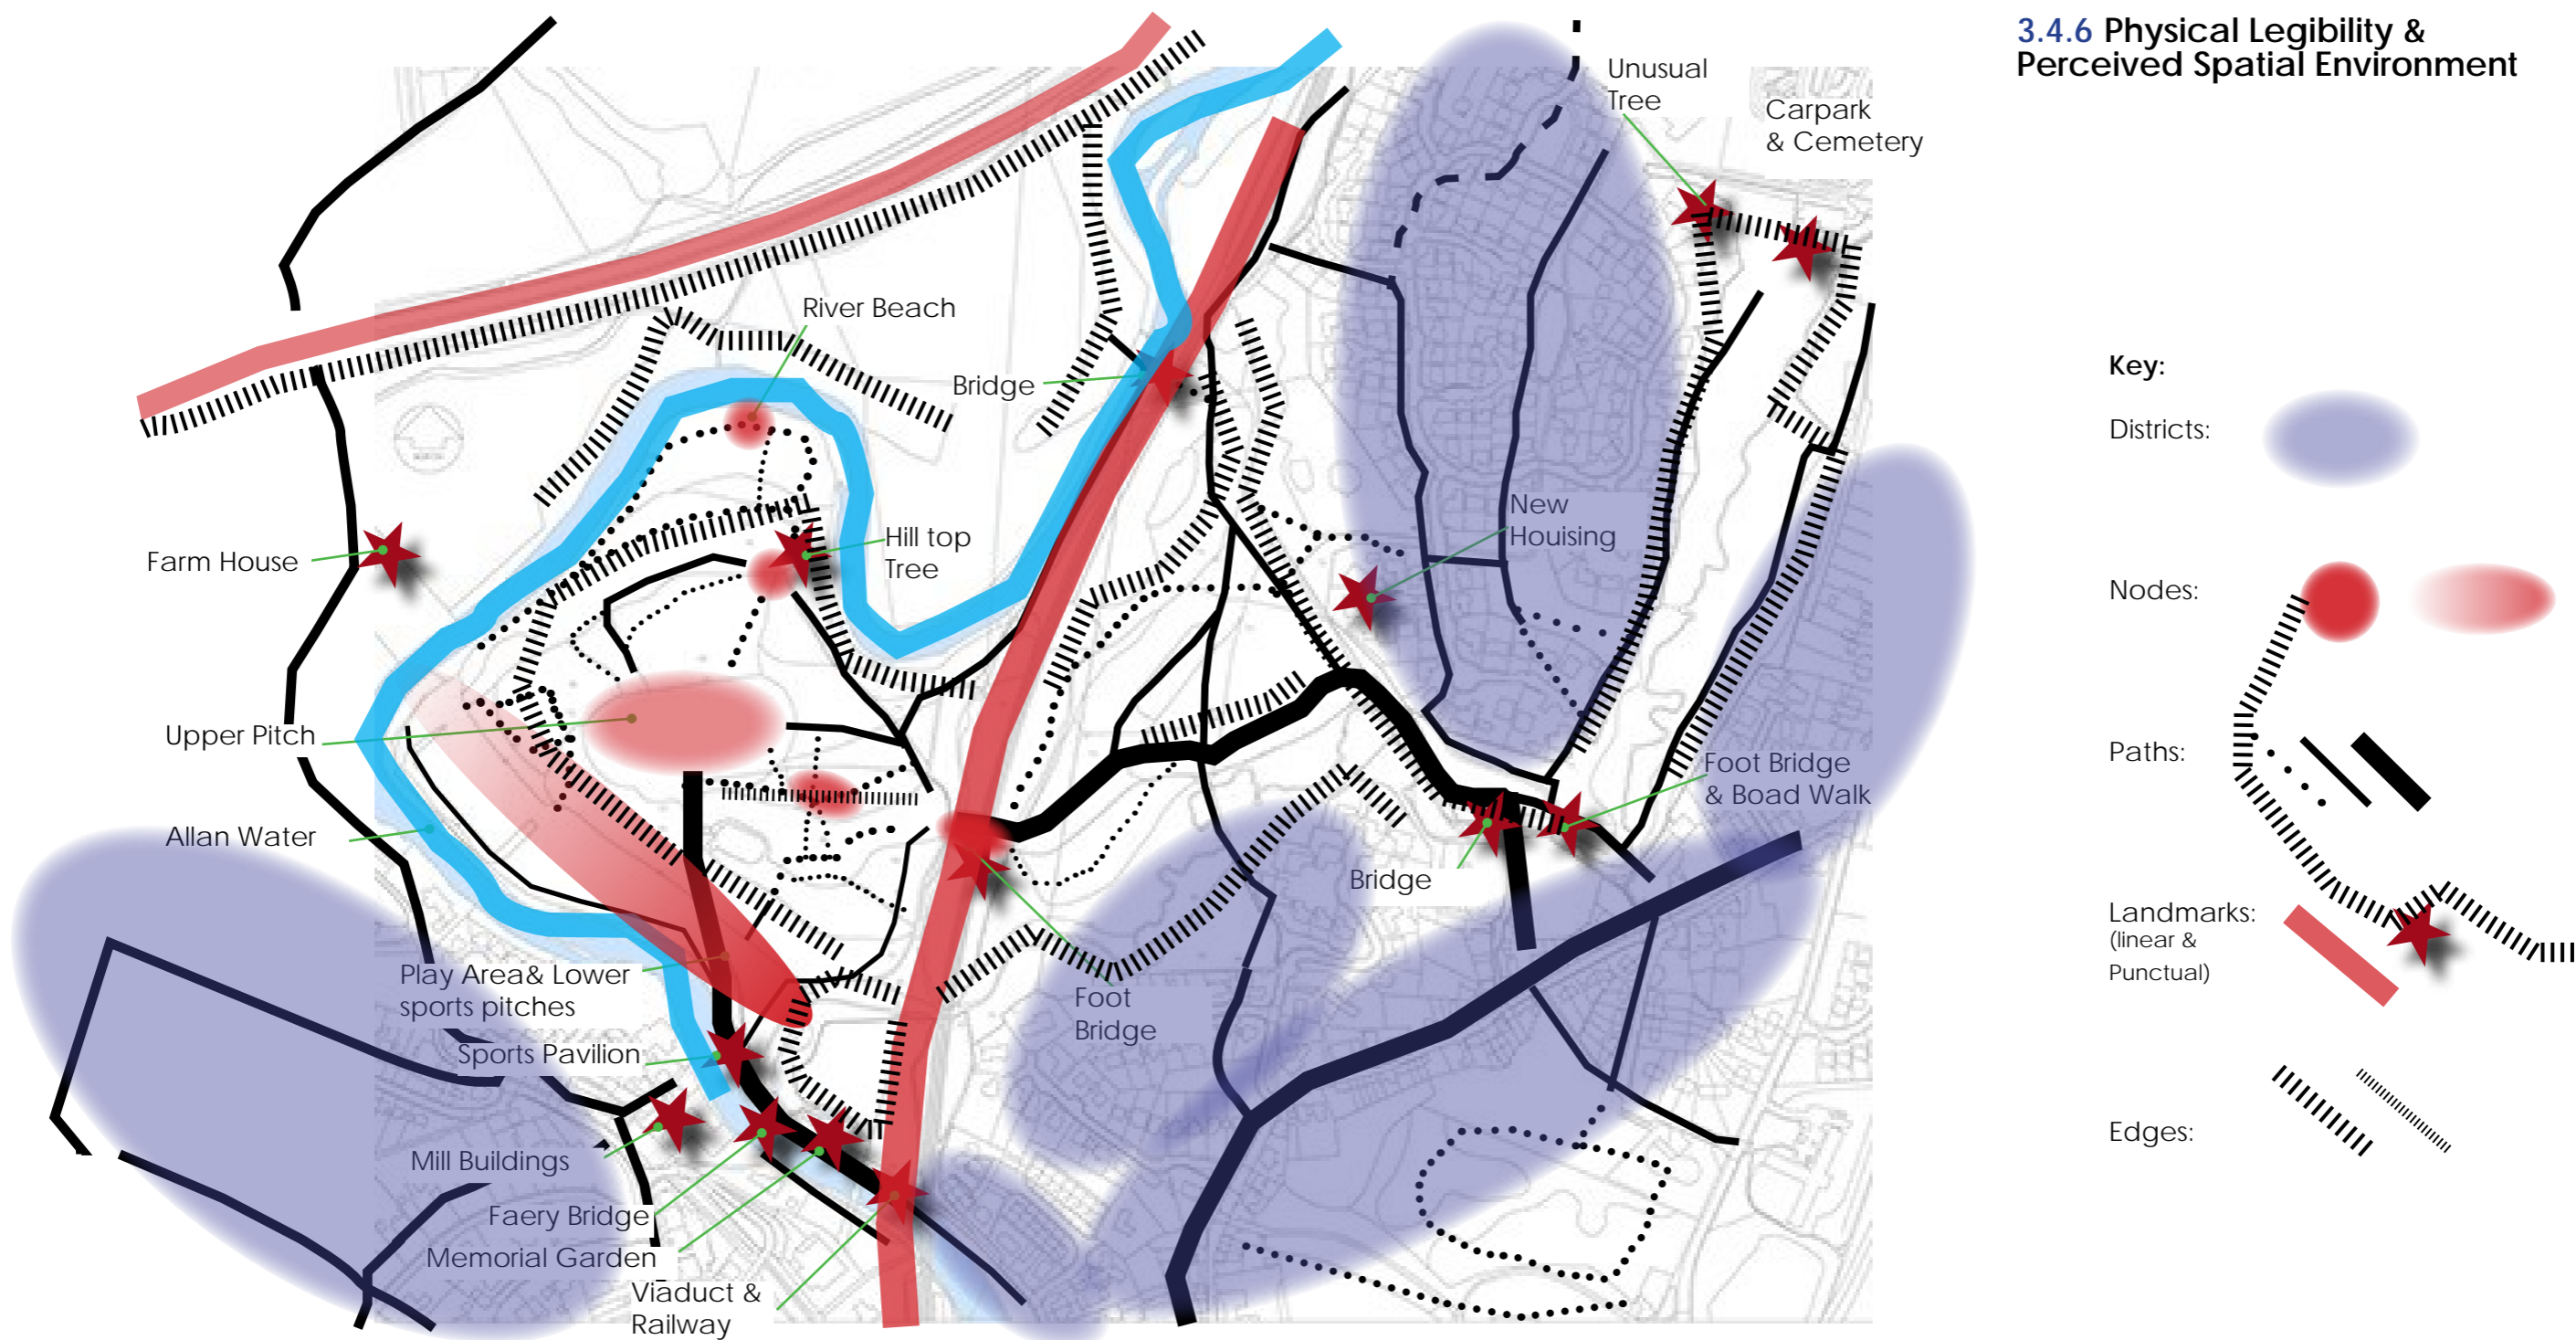 3.4.6 Physical Legibility &
Perceived Spatial Environment
Unusual
Tree
Carpark
& Cemetery
River Beach
Bridge
Key:
Districts:
New
Houising
Hill top
Tree
Farm House
Nodes:
Upper Pitch
Paths:
Foot Bridge
& Boad Walk
Allan Water
Bridge
Landmarks:
(linear &
Punctual)
Play Area& Lower
sports pitches
Foot
Bridge
Sports Pavilion
Edges:
Mill Buildings
Faery Bridge
Memorial Garden
Viaduct &
Railway